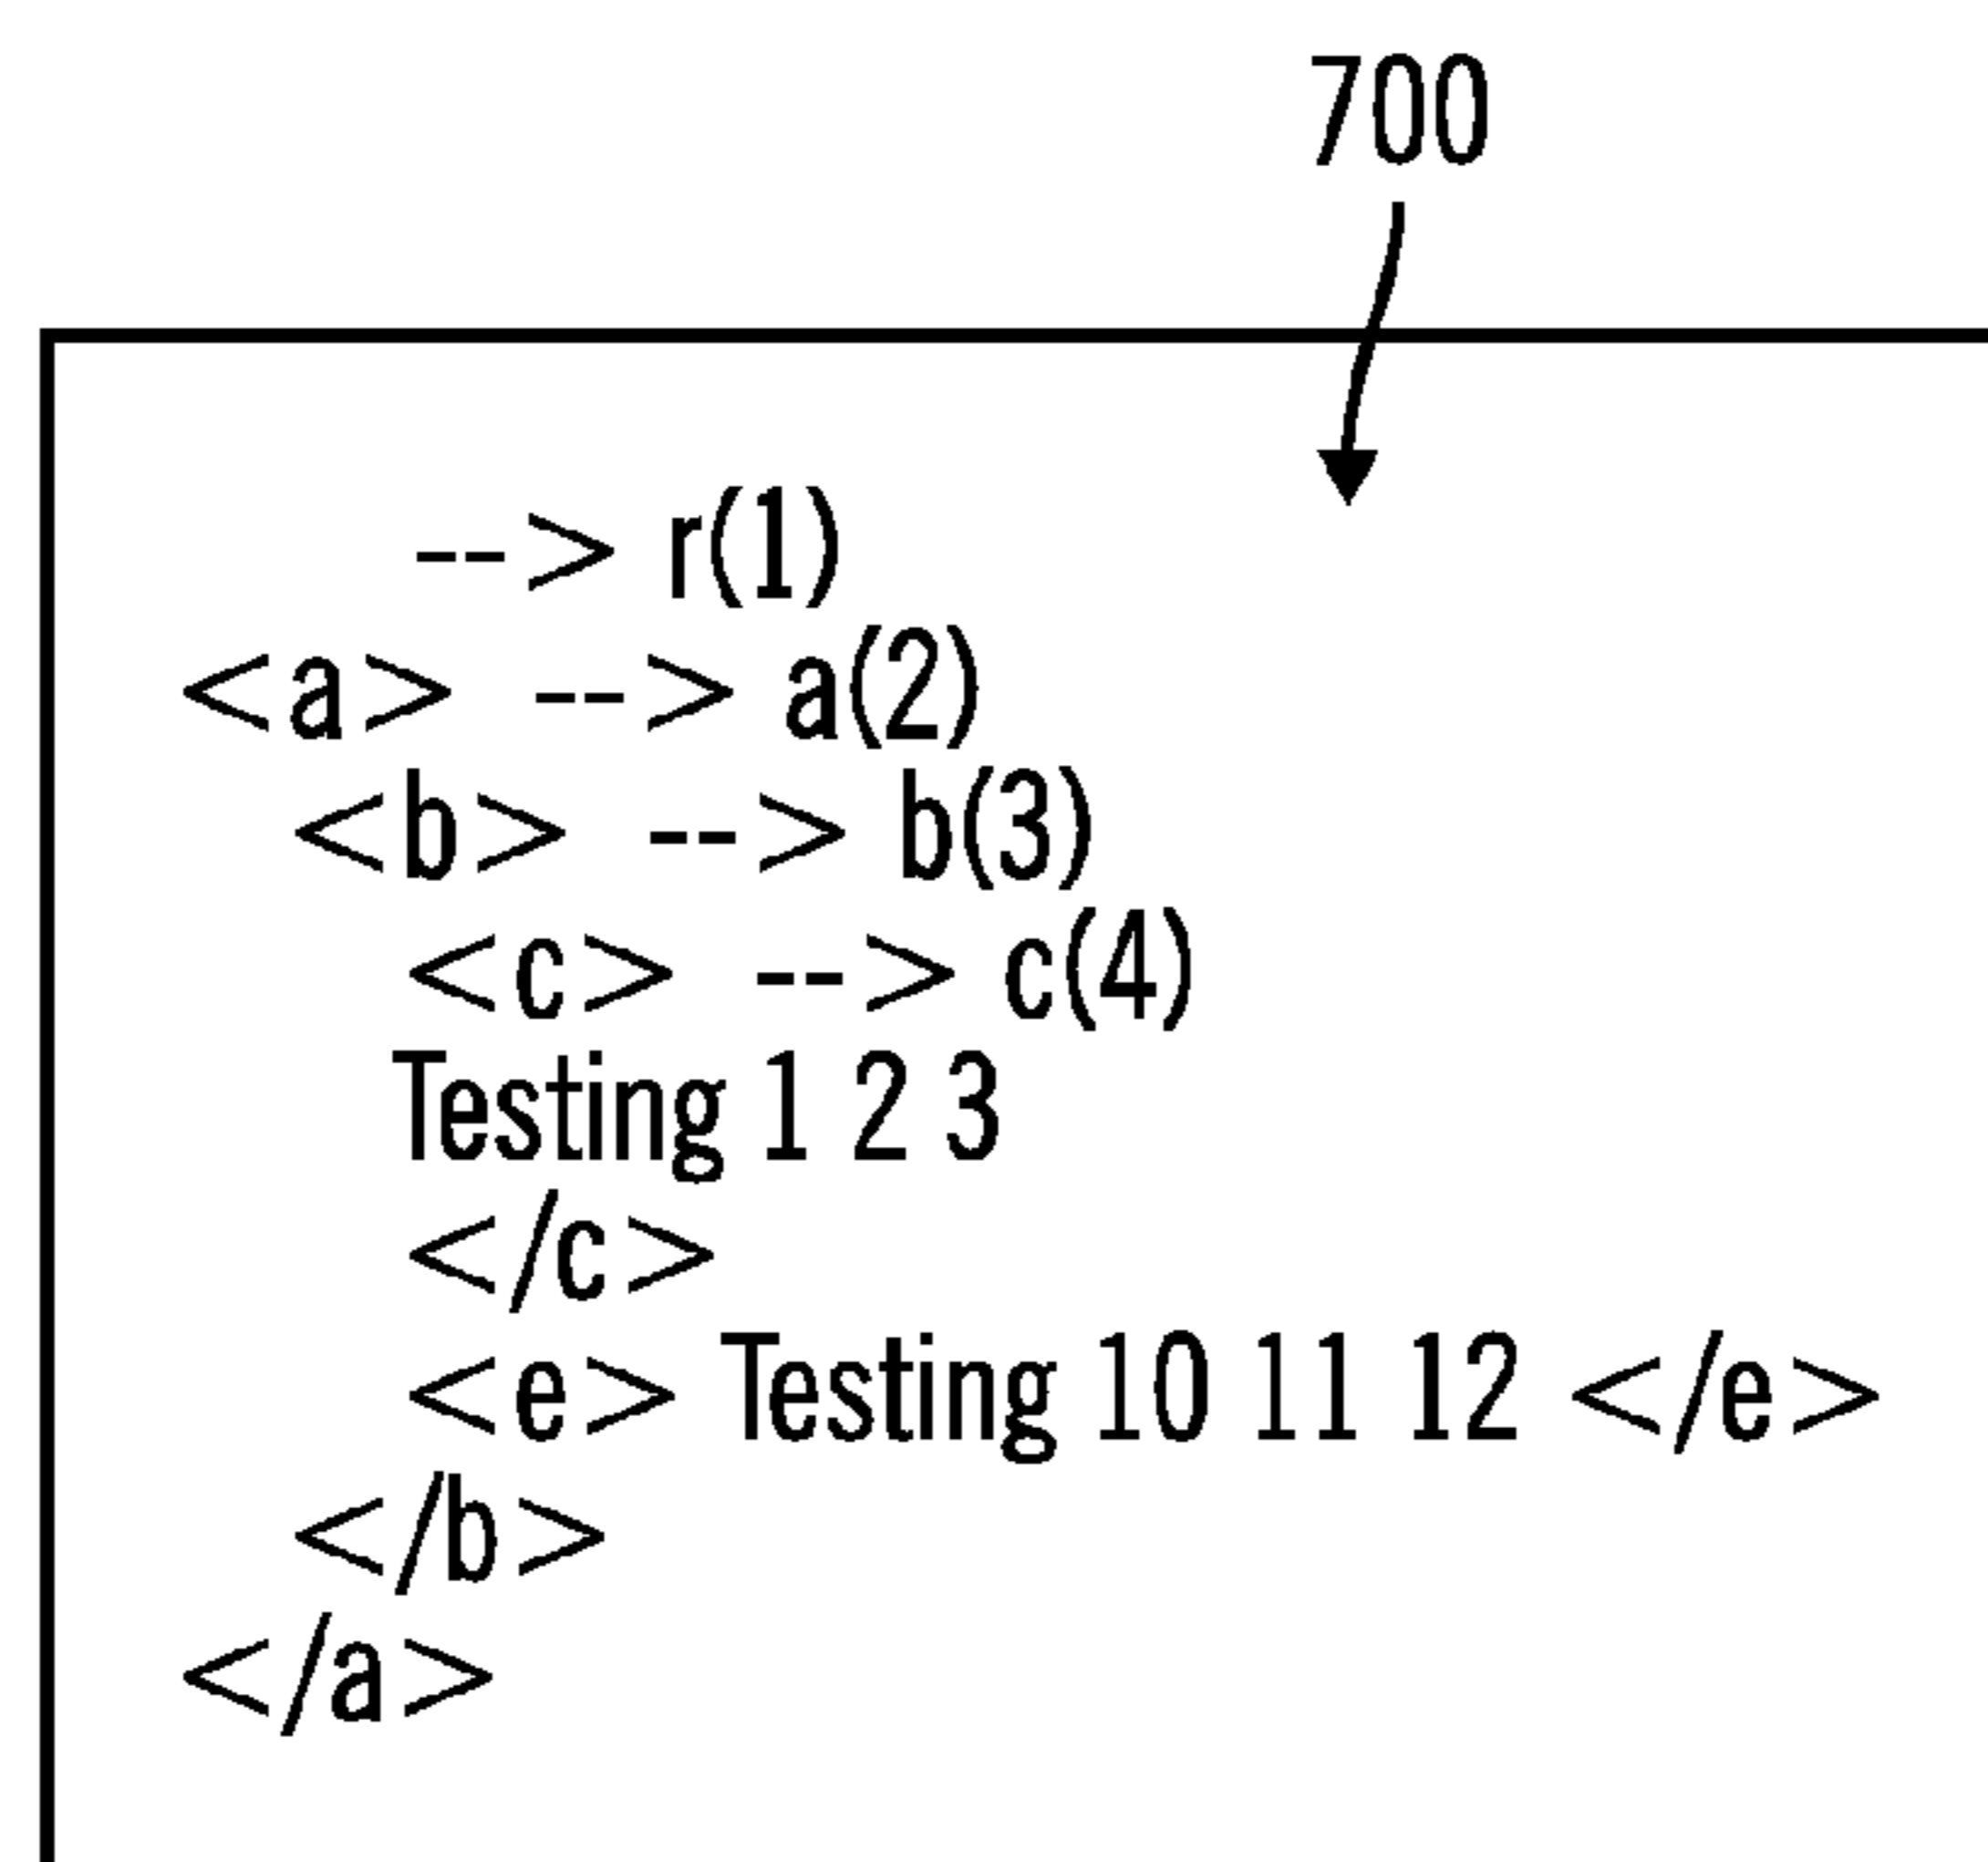 700
--> r(1)
<a> --> a(2)
<b> --> b(3)
<c> --> c(4)
Testing 1 2 3
</c>
<e> Testing 10 11 12 </e>
</b>
</a>